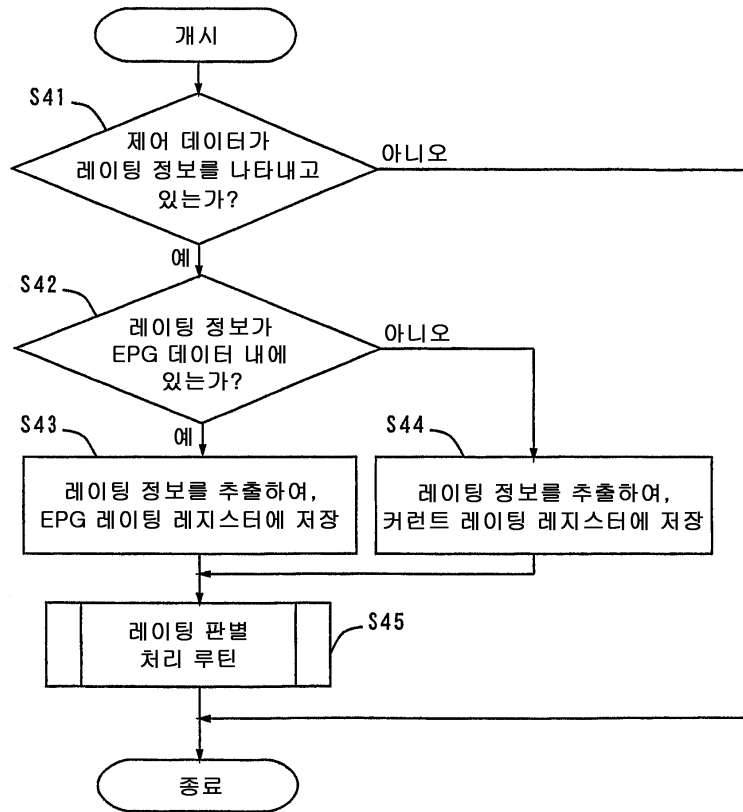 개시
S41
제어 데이터가
레이팅 정보를 나타내고
있는가?
아니오
예
S42
레이팅 정보가
EPG 데이터 내에
있는가?
아니오
예
S43
레이팅 정보를 추출하여,
EPG 레이팅 레지스터에 저장
S44
레이팅 정보를 추출하여,
커런트 레이팅 레지스터에 저장
레이팅 판별
처리 루틴
S45
종료